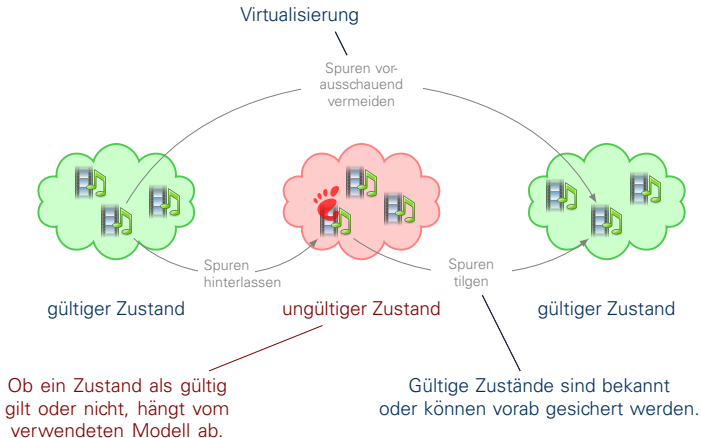 Virtualisierung
Spuren vor-
ausschauend
vermeiden
Spuren
hinterlassen
Spuren
tilgen
gültiger Zustand
ungültiger Zustand
gültiger Zustand
Ob ein Zustand als gültig
gilt oder nicht, hängt vom
verwendeten Modell ab.
Gültige Zustände sind bekannt
oder können vorab gesichert werden.